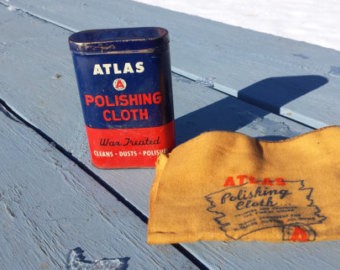 ATLAS
A
POLISHING
CLOTH
Wax Treated
CLEANS - DUSTS - POLISH
ATLAS
Polishing
Cloth
A